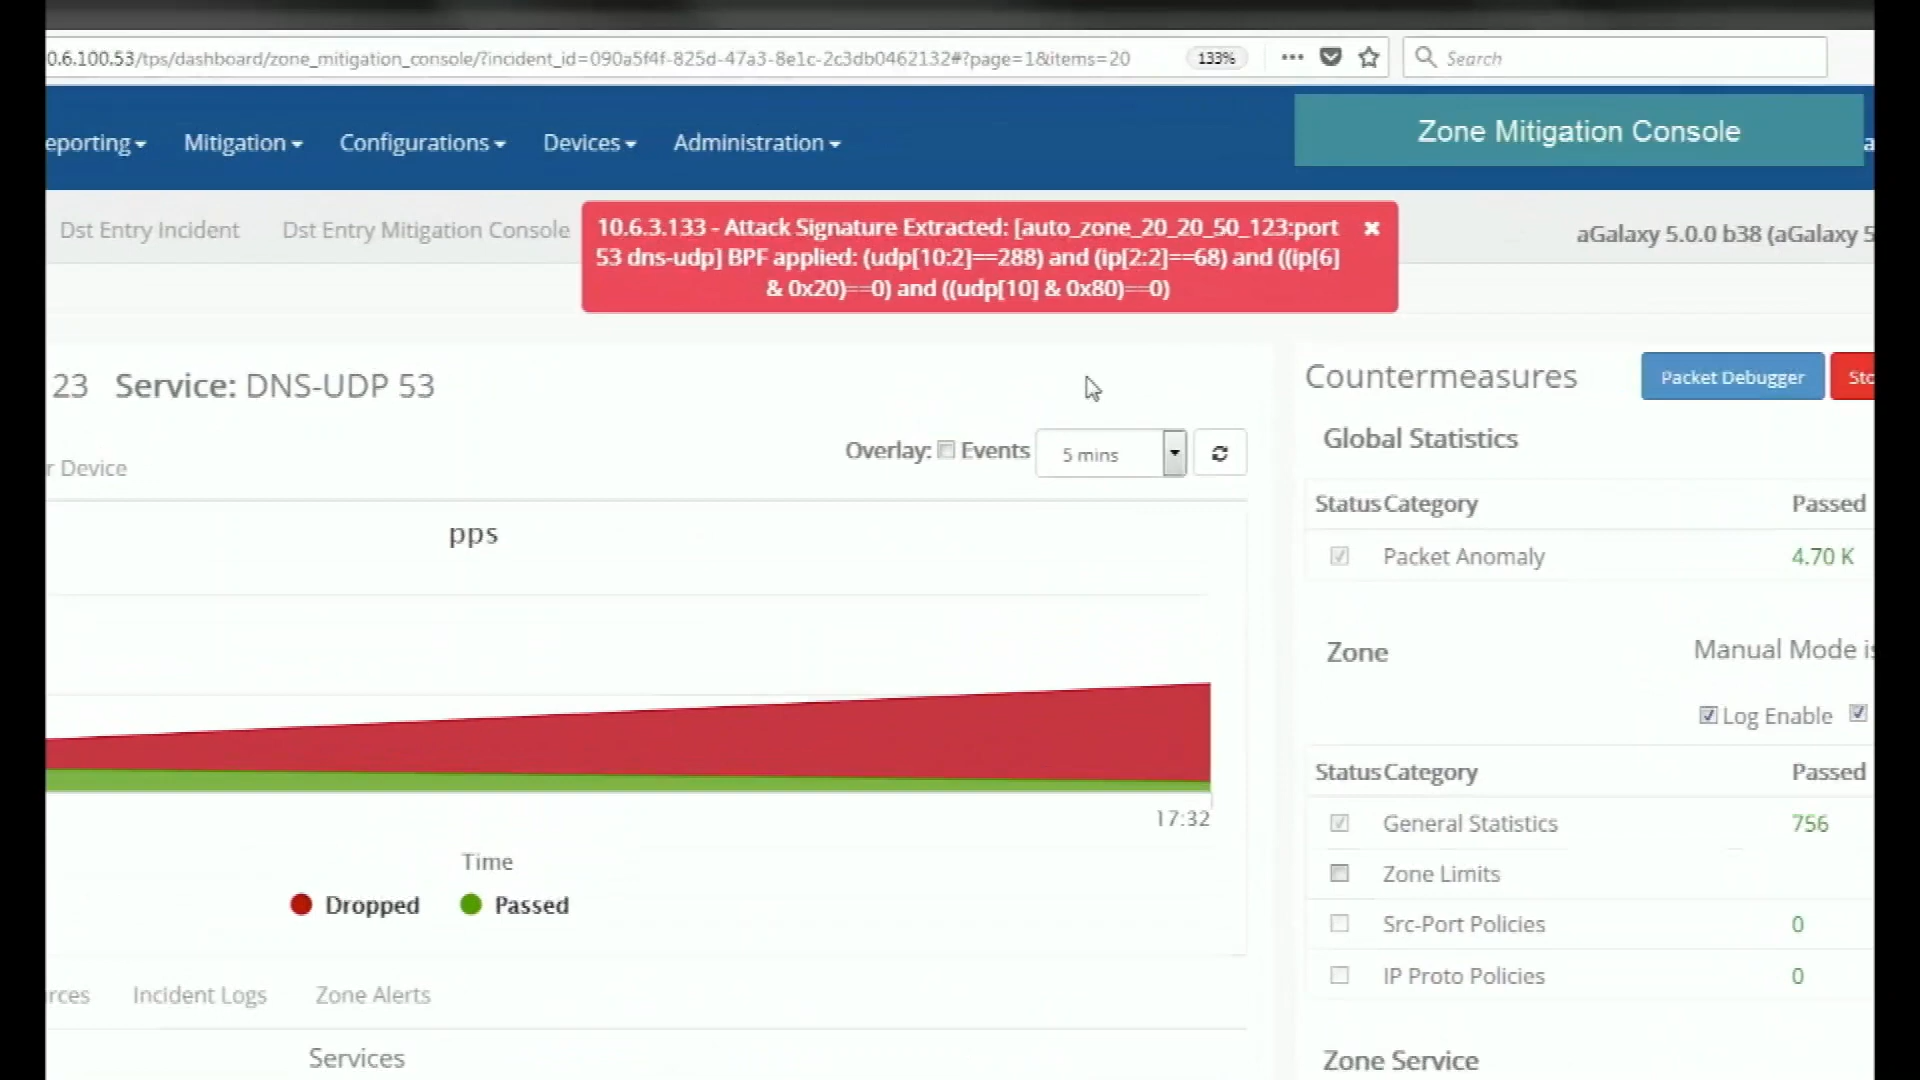 0.6.100.53/tps/dashboard/zone_mitigation_console/?incident_id=090a5f4f-825d-47a3-8e1c-2c3db0462132#?page=1&items=20
133%
Search
eporting
Mitigation
Configurations
Devices
Administration
Zone Mitigation Console
a
Dst Entry Incident
Dst Entry Mitigation Console
10.6.3.133 - Attack Signature Extracted: [auto_zone_20_20_50_123:port
53 dns-udp] BPF applied: (udp[10:2]==288) and (ip[2:2]==68) and ((ip[6]
& 0x20)==0) and ((udp[10] & 0x80)==0)
aGalaxy 5.0.0 b38 (aGalaxy 5
23 Service: DNS-UDP 53
Overlay: Events
5 mins
r Device
pps
17:32
Time
Dropped
Passed
rces
Incident Logs
Zone Alerts
Services
Countermeasures
Packet Debugger
Sto
Global Statistics
Status Category Passed
Packet Anomaly 4.70 K
Zone
Manual Mode is
Log Enable
Status Category Passed
General Statistics 756
Zone Limits
Src-Port Policies 0
IP Proto Policies 0
Zone Service